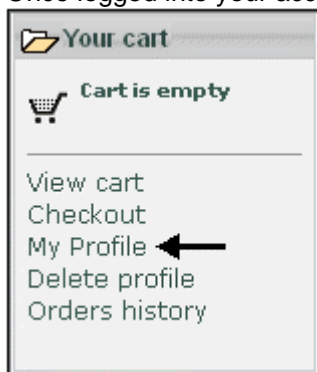 Your cart
Cart is empty
View cart
Checkout
My Profile
Delete profile
Orders history